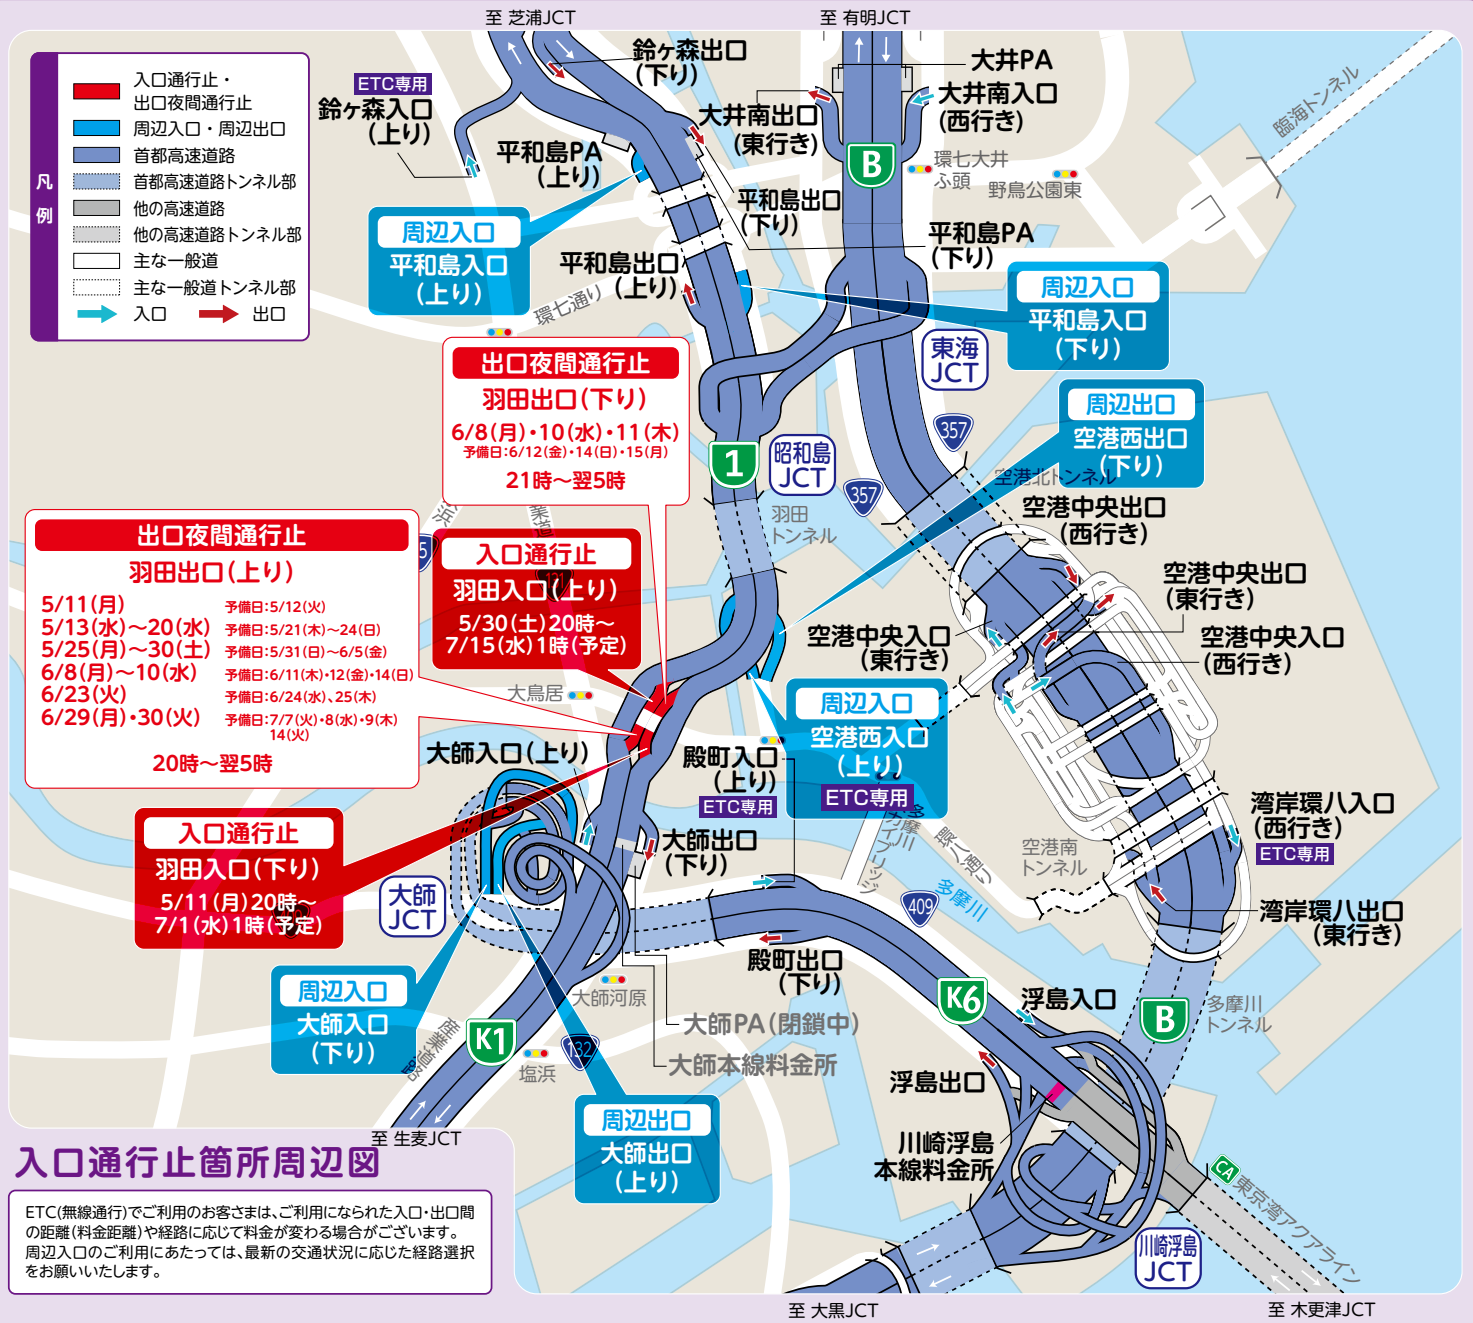 至 芝浦JCT
至 有明JCT
凡例
入口通行止・
出口夜間通行止
周辺入口・周辺出口
首都高速道路
首都高速道路トンネル部
他の高速道路
他の高速道路トンネル部
主な一般道
主な一般道トンネル部
入口
出口
ETC専用
鈴ヶ森入口
(上り)
鈴ヶ森出口
(下り)
平和島PA
(上り)
周辺入口
平和島入口
(上り)
平和島出口
(上り)
環七通り
大井PA
大井南出口
(東行き)
大井南入口
(西行き)
B
環七大井
ふ頭
野鳥公園東
臨海トンネル
平和島出口
(下り)
平和島PA
(下り)
周辺入口
平和島入口
(下り)
東海
JCT
357
周辺出口
空港西出口
(下り)
空港北トンネル
357
1
昭和島
JCT
羽田
トンネル
出口夜間通行止
羽田出口(下り)
6/8(月)・10(水)・11(木)
予備日:6/12(金)・14(日)・15(月)
21時～翌5時
出口夜間通行止
羽田出口(上り)
5/11(月) 予備日:5/12(火)
5/13(水)～20(水) 予備日:5/21(木)～24(日)
5/25(月)～30(土) 予備日:5/31(日)～6/5(金)
6/8(月)～10(水) 予備日:6/11(木)・12(金)・14(日)
6/23(火) 予備日:6/24(水)、25(木)
6/29(月)・30(火) 予備日:7/7(火)・8(水)・9(木)
14(火)
20時～翌5時
入口通行止
羽田入口(上り)
5/30(土)20時～
7/15(水)1時(予定)
大鳥居
空港中央出口
(西行き)
空港中央出口
(東行き)
空港中央入口
(東行き)
空港中央入口
(西行き)
周辺入口
空港西入口
(上り)
ETC専用
殿町入口
(上り)
ETC専用
大師入口(上り)
大師出口
(下り)
入口通行止
羽田入口(下り)
5/11(月)20時～
7/1(水)1時(予定)
大師
JCT
多摩川
スカイブリッジ
環八通り
多摩川
409
空港南
トンネル
湾岸環八入口
(西行き)
ETC専用
湾岸環八出口
(東行き)
殿町出口
(下り)
K6
浮島入口
B
多摩川
トンネル
周辺入口
大師入口
(下り)
産業道路
K1
塩浜
132
大師河原
大師PA(閉鎖中)
大師本線料金所
周辺出口
大師出口
(上り)
浮島出口
川崎浮島
本線料金所
CA
東京湾アクアライン
川崎浮島
JCT
至 生麦JCT
至 大黒JCT
至 木更津JCT
入口通行止箇所周辺図
ETC(無線通行)でご利用のお客さまは、ご利用になられた入口・出口間
の距離(料金距離)や経路に応じて料金が変わる場合がございます。
周辺入口のご利用にあたっては、最新の交通状況に応じた経路選択
をお願いいたします。